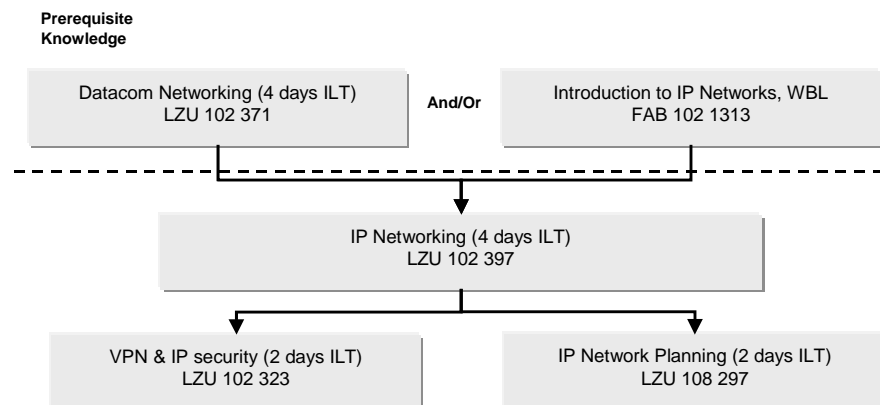 Prerequisite
Knowledge
Datacom Networking (4 days ILT)
LZU 102 371
And/Or
Introduction to IP Networks, WBL
FAB 102 1313
IP Networking (4 days ILT)
LZU 102 397
VPN & IP security (2 days ILT)
LZU 102 323
IP Network Planning (2 days ILT)
LZU 108 297